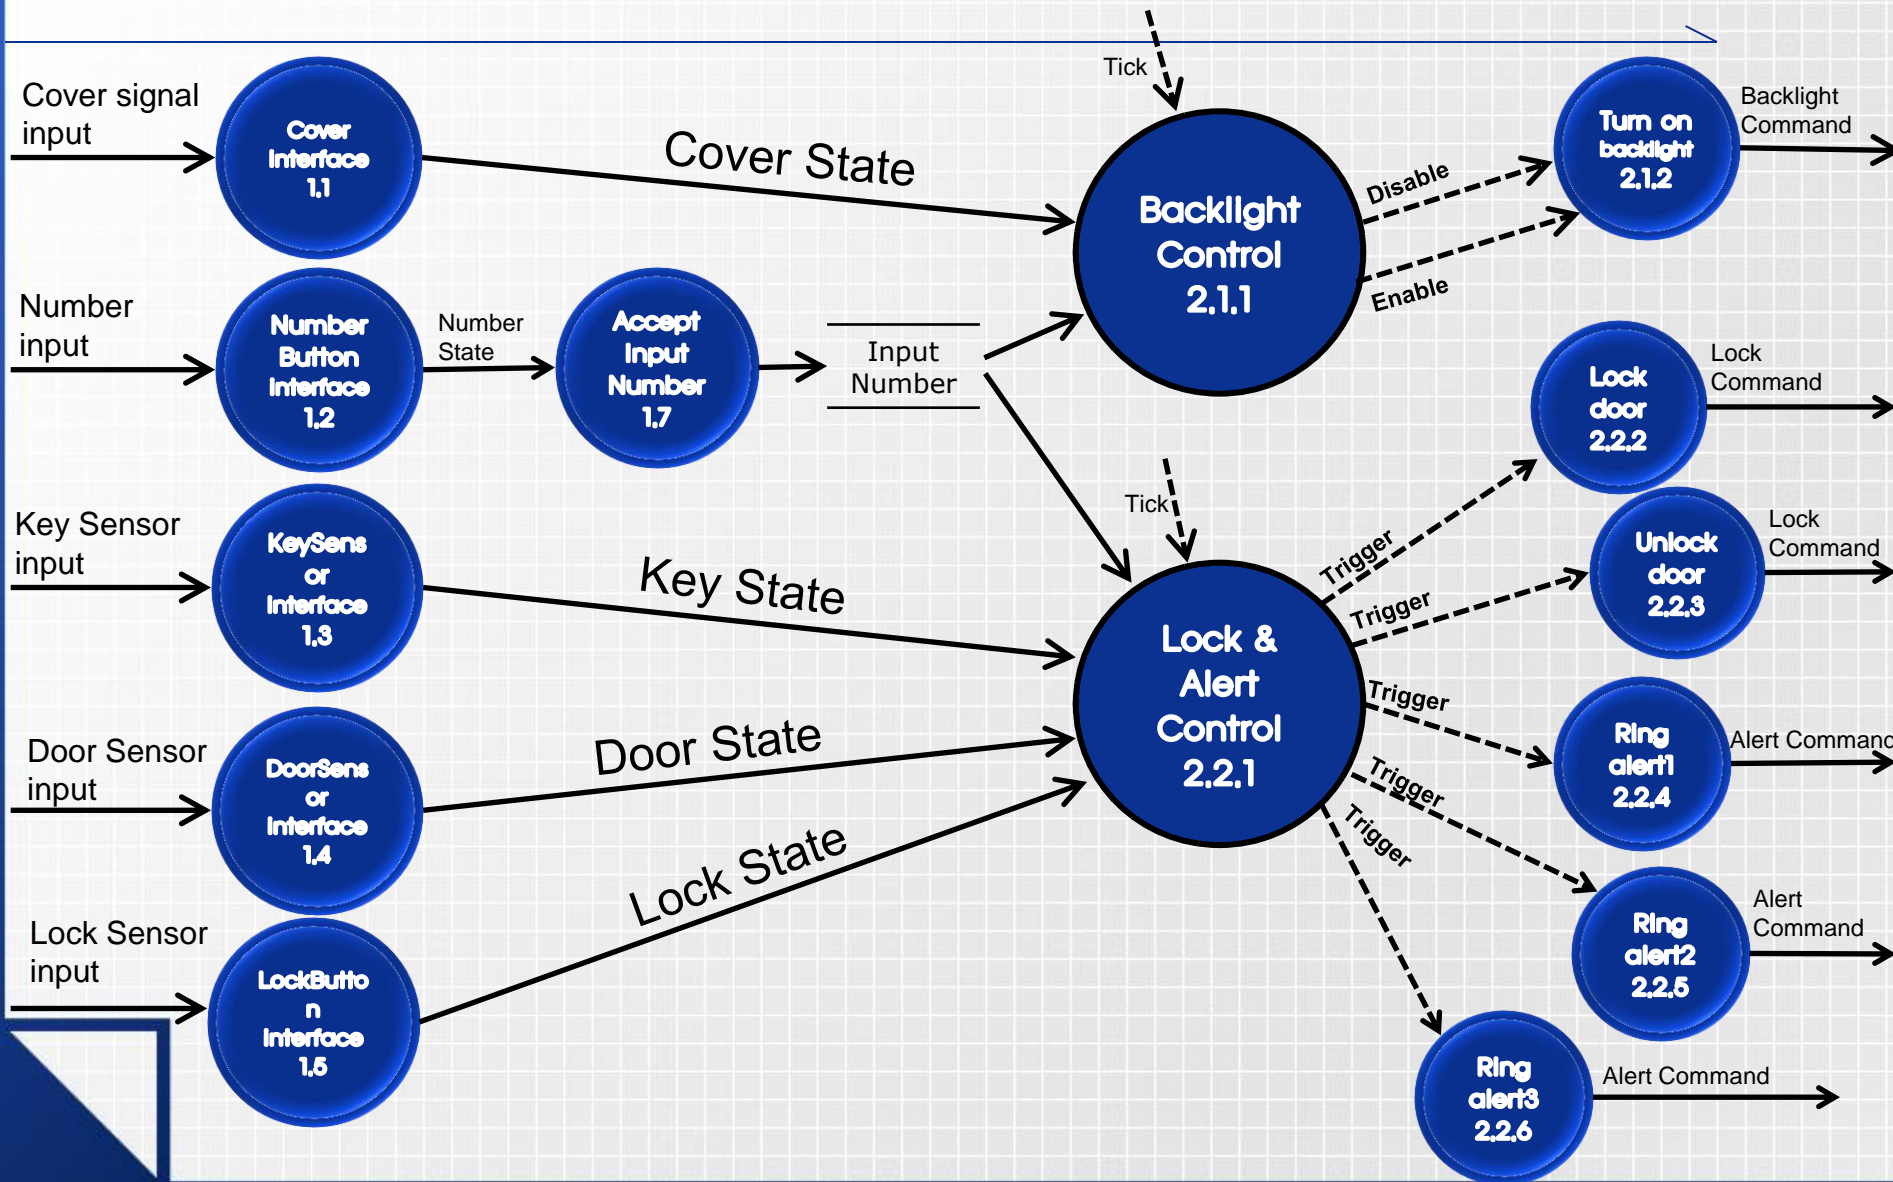 Tick
Cover signal
input
Cover
Interface
1.1
Cover State
Backlight
Control
2.1.1
Disable
Enable
Turn on
backlight
2.1.2
Backlight
Command
Number
input
Number
Button
Interface
1.2
Number
State
Accept
Input
Number
1.7
Input
Number
Lock
door
2.2.2
Lock
Command
Key Sensor
input
KeySens
or
Interface
1.3
Key State
Tick
Lock &
Alert
Control
2.2.1
Trigger
Trigger
Trigger
Trigger
Trigger
Unlock
door
2.2.3
Lock
Command
Door Sensor
input
DoorSens
or
Interface
1.4
Door State
Ring
alert1
2.2.4
Alert Command
Lock Sensor
input
LockButto
n
Interface
1.5
Lock State
Ring
alert2
2.2.5
Alert
Command
Ring
alert3
2.2.6
Alert Command